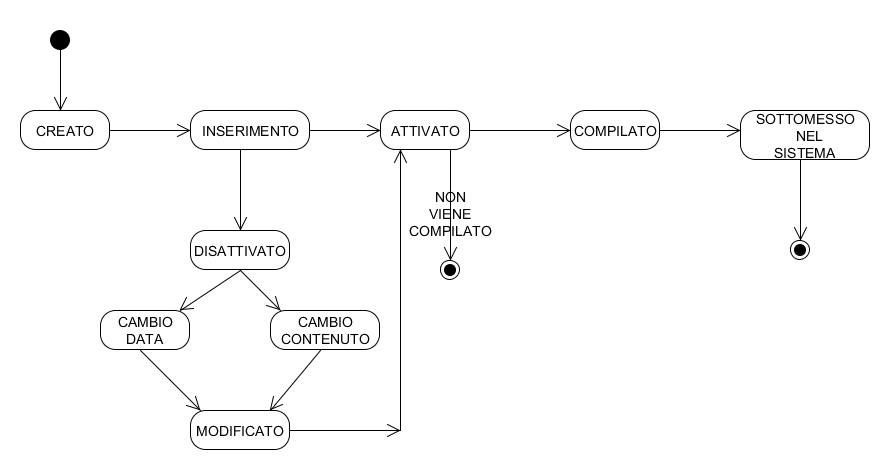 CREATO
INSERIMENTO
ATTIVATO
COMPILATO
SOTTOMESSO
NEL
SISTEMA
NON
VIENE
COMPILATO
DISATTIVATO
CAMBIO
DATA
CAMBIO
CONTENUTO
MODIFICATO